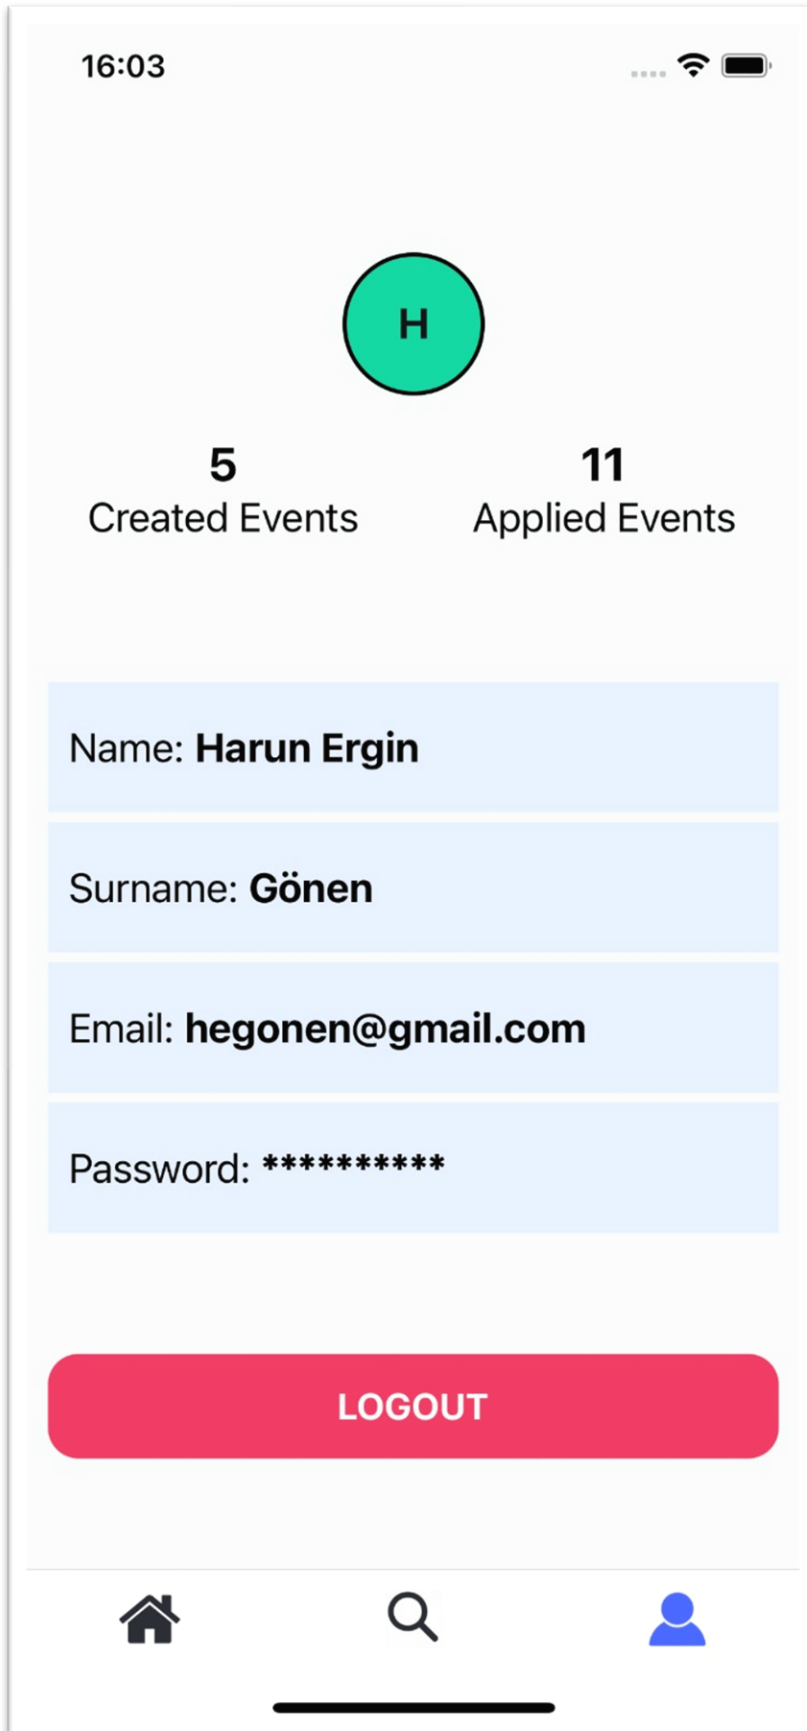 16:03
H
5
Created Events
11
Applied Events
Name: Harun Ergin
Surname: Gönen
Email: hegonen@gmail.com
Password: **********
LOGOUT